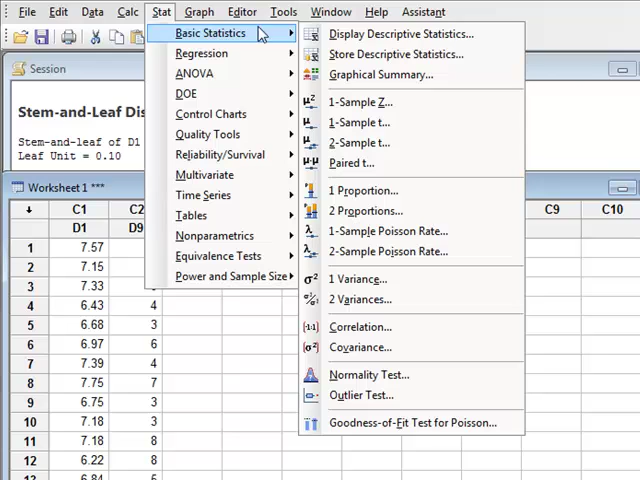 File Edit Data Calc Stat Graph Editor Tools Window Help Assistant
Basic Statistics
Regression
ANOVA
DOE
Control Charts
Quality Tools
Reliability/Survival
Multivariate
Time Series
Tables
Nonparametrics
Equivalence Tests
Power and Sample Size
Display Descriptive Statistics...
Store Descriptive Statistics...
Graphical Summary...
μz 1-Sample Z...
μt 1-Sample t...
2-Sample t...
μ-μ Paired t...
1 Proportion...
2 Proportions...
1-Sample Poisson Rate...
2-Sample Poisson Rate...
σ² 1 Variance...
2 Variances...
Correlation...
(σ²) Covariance...
Normality Test...
Outlier Test...
Goodness-of-Fit Test for Poisson...
Session
Stem-and-Leaf Dis
Stem-and-leaf of D1
Leaf Unit = 0.10
Worksheet 1 ***
C1 C2 C9 C10
D1 D9
1 7.57
2 7.15
3 7.33
4 6.43 4
5 6.68 3
6 6.97 6
7 7.39 4
8 7.75 7
9 6.75 3
10 7.18 3
11 7.18 8
12 6.22 8
6.84 5